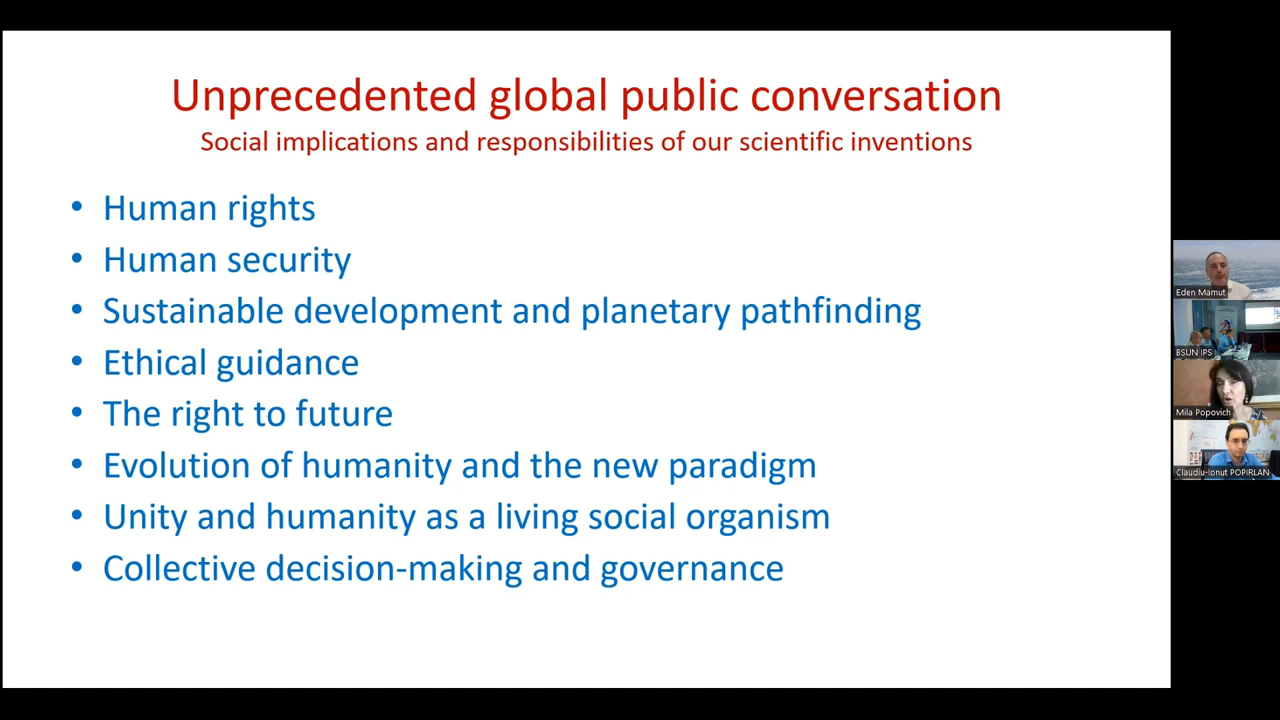 Unprecedented global public conversation
Social implications and responsibilities of our scientific inventions
• Human rights
• Human security
• Sustainable development and planetary pathfinding
• Ethical guidance
• The right to future
• Evolution of humanity and the new paradigm
• Unity and humanity as a living social organism
• Collective decision-making and governance
Eden Mamut
BSUN IPS
Mila Popovich
Claudiu-Ionut POPIRLAN